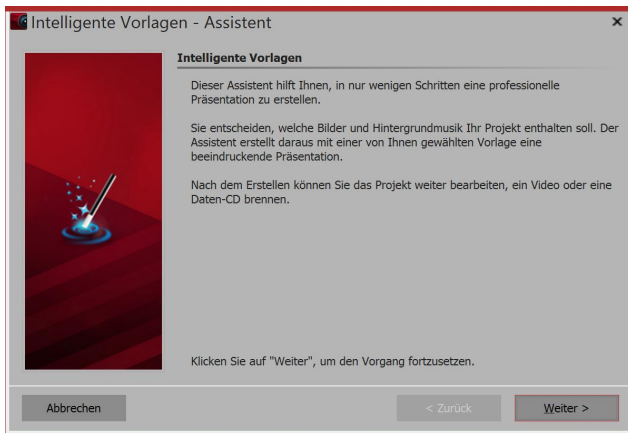 Intelligente Vorlagen - Assistent
Intelligente Vorlagen
Dieser Assistent hilft Ihnen, in nur wenigen Schritten eine professionelle
Präsentation zu erstellen.
Sie entscheiden, welche Bilder und Hintergrundmusik Ihr Projekt enthalten soll. Der
Assistent erstellt daraus mit einer von Ihnen gewählten Vorlage eine
beeindruckende Präsentation.
Nach dem Erstellen können Sie das Projekt weiter bearbeiten, ein Video oder eine
Daten-CD brennen.
Klicken Sie auf "Weiter", um den Vorgang fortzusetzen.
Abbrechen < Zurück Weiter >